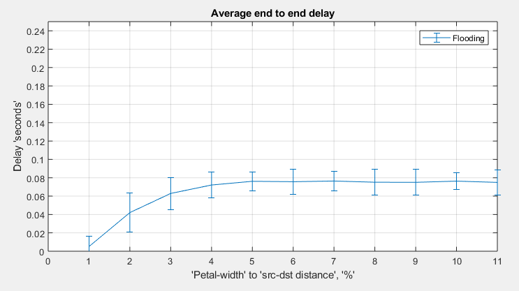 Average end to end delay
Flooding
Delay 'seconds'
0.24
0.22
0.2
0.18
0.16
0.14
0.12
0.1
0.08
0.06
0.04
0.02
0
0 1 2 3 4 5 6 7 8 9 10 11
'Petal-width' to 'src-dst distance', '%'